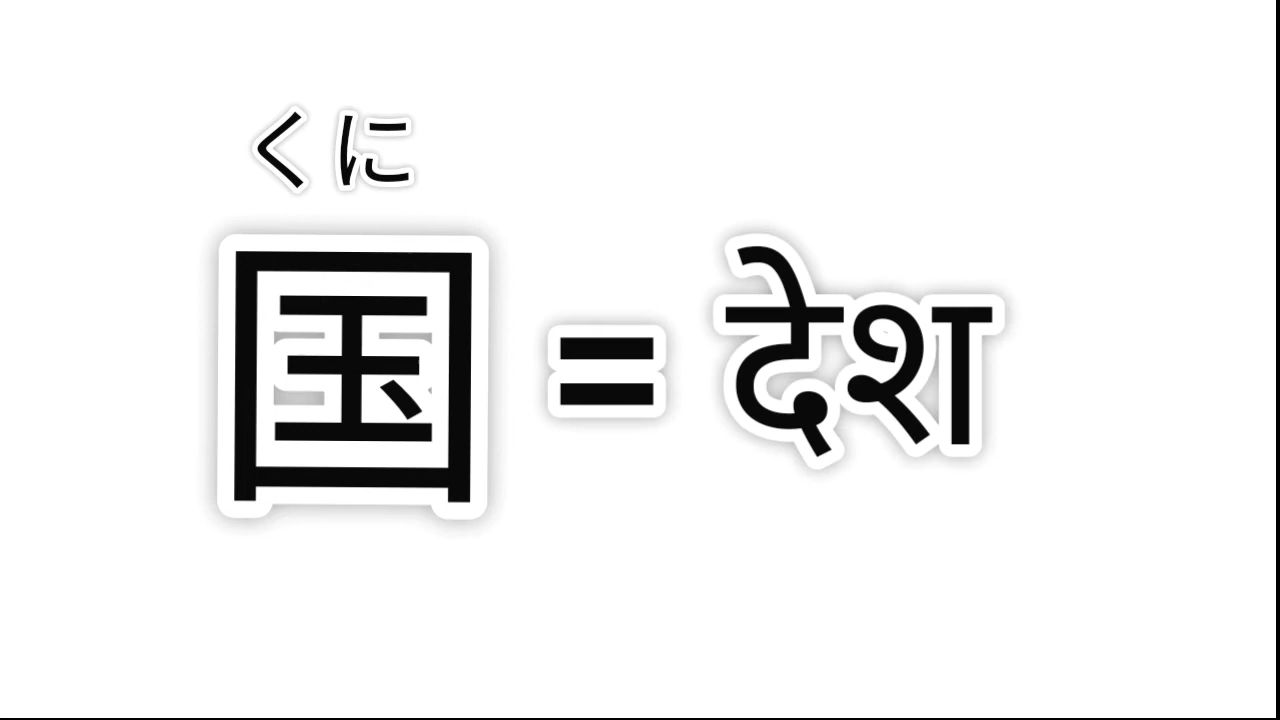 くに
国 = देश